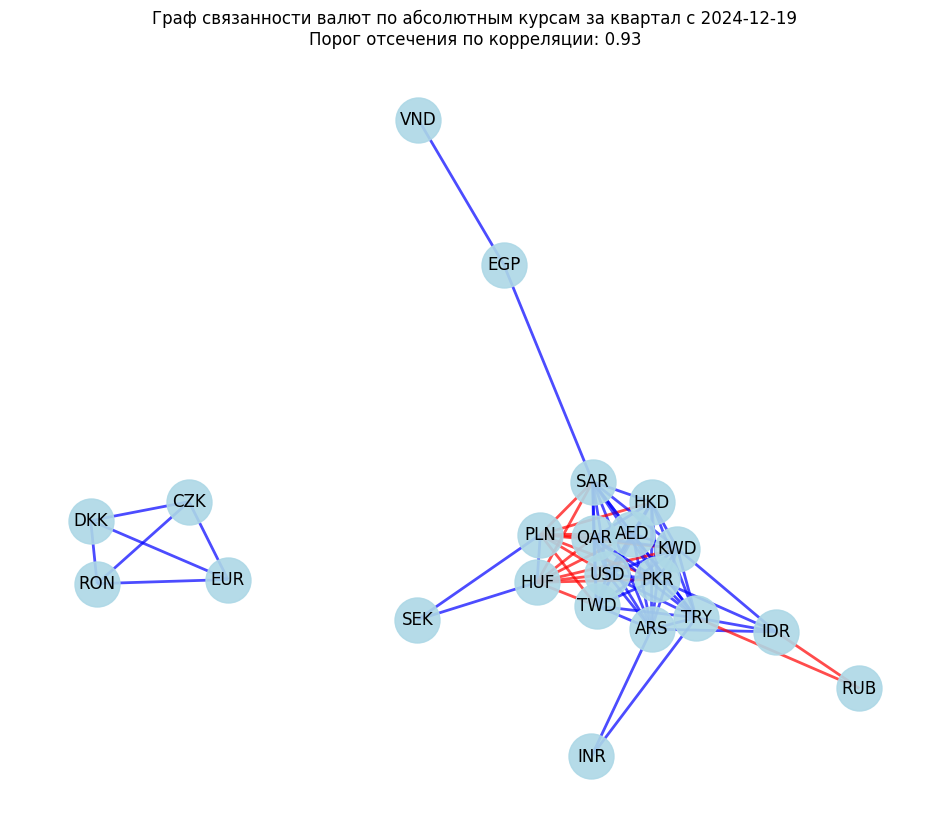 Граф связанности валют по абсолютным курсам за квартал с 2024-12-19
Порог отсечения по корреляции: 0.93
VND
EGP
SAR
CZK
HKD
DKK
PLN
QAR
AED
KWD
USD
PKR
EUR
HUF
RON
TWD
SEK
TRY
ARS
IDR
RUB
INR